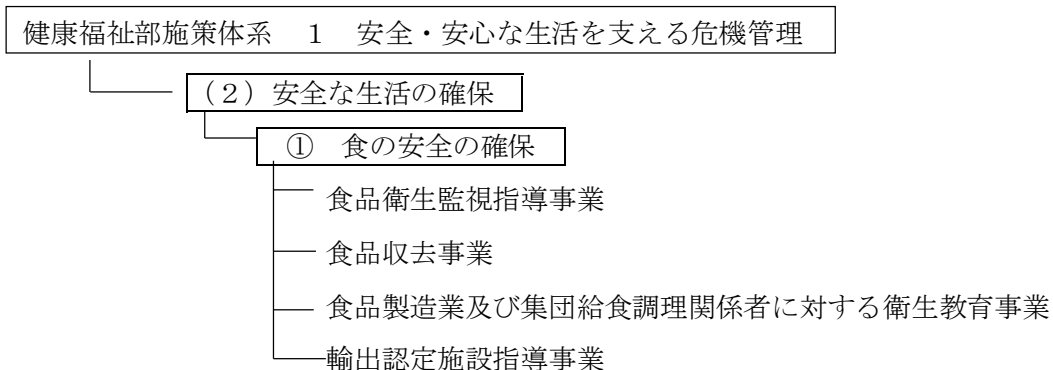 健康福祉部施策体系　１　安全・安心な生活を支える危機管理
（２）安全な生活の確保
①　食の安全の確保
食品衛生監視指導事業
食品収去事業
食品製造業及び集団給食調理関係者に対する衛生教育事業
輸出認定施設指導事業